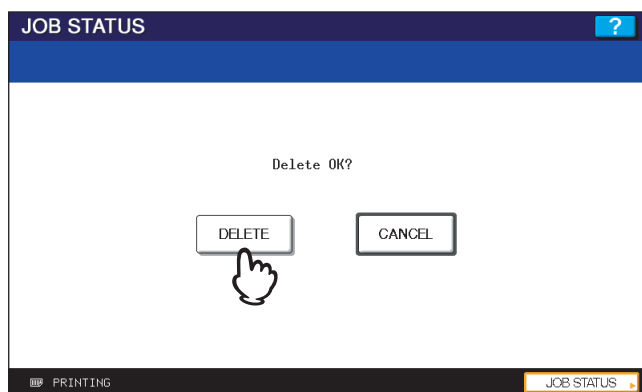 JOB STATUS ?
Delete OK?
DELETE CANCEL
PRINTING JOB STATUS